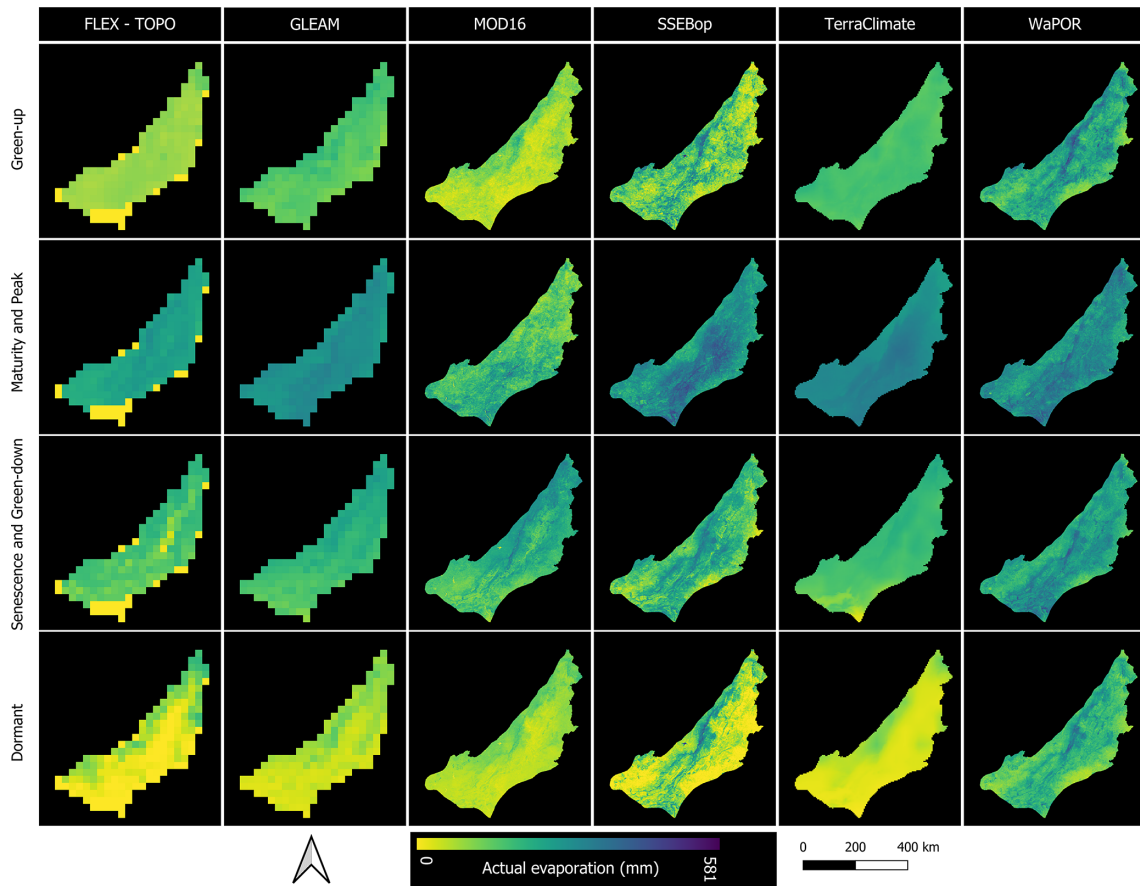 FLEX - TOPO GLEAM MOD16 SSEBop TerraClimate WaPOR
Green-up
Maturity and Peak
Senescence and Green-down
Dormant
0 581
Actual evaporation (mm)
0 200 400 km